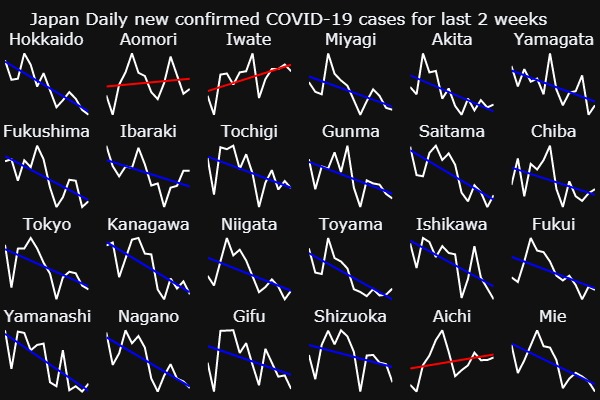 Japan Daily new confirmed COVID-19 cases for last 2 weeks
Hokkaido Aomori Iwate Miyagi Akita Yamagata
Fukushima Ibaraki Tochigi Gunma Saitama Chiba
Tokyo Kanagawa Niigata Toyama Ishikawa Fukui
Yamanashi Nagano Gifu Shizuoka Aichi Mie